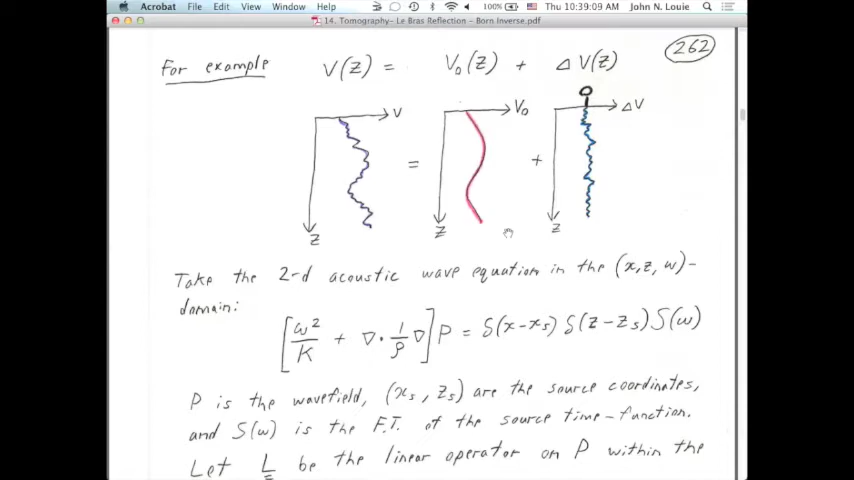 Acrobat File Edit View Window Help 100% Thu 10:39:09 AM John N. Louie
14. Tomography- Le Bras Reflection - Born Inverse.pdf
262
For example V(z) = V₀(z) + ΔV(z)
V V₀ O ΔV
= +
z z z
Take the 2-d acoustic wave equation in the (x,z,ω)-
domain:
[ω²/K + ∇·1/ρ ∇]P = δ(x-xₛ) δ(z-zₛ)S(ω)
P is the wavefield, (xₛ, zₛ) are the source coordinates,
and S(ω) is the F.T. of the source time-function.
Let L be the linear operator on P within the